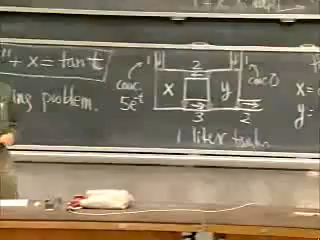 " + x = tan t
ing problem.
conc.
5e^-t
1
2
1
conc. 0
x
y
3
2
1 liter tanks.
x =
y =